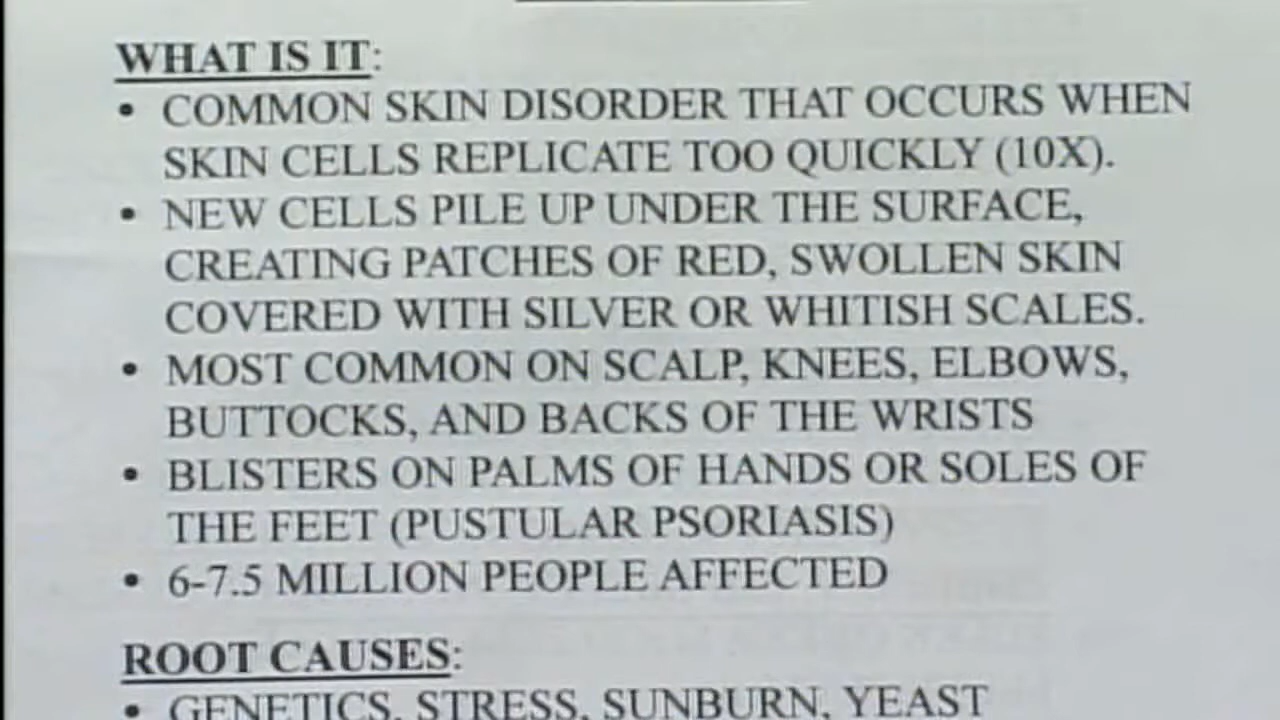 WHAT IS IT:
• COMMON SKIN DISORDER THAT OCCURS WHEN
SKIN CELLS REPLICATE TOO QUICKLY (10X).
• NEW CELLS PILE UP UNDER THE SURFACE,
CREATING PATCHES OF RED, SWOLLEN SKIN
COVERED WITH SILVER OR WHITISH SCALES.
• MOST COMMON ON SCALP, KNEES, ELBOWS,
BUTTOCKS, AND BACKS OF THE WRISTS
• BLISTERS ON PALMS OF HANDS OR SOLES OF
THE FEET (PUSTULAR PSORIASIS)
• 6-7.5 MILLION PEOPLE AFFECTED
ROOT CAUSES:
• GENETICS, STRESS, SUNBURN, YEAST